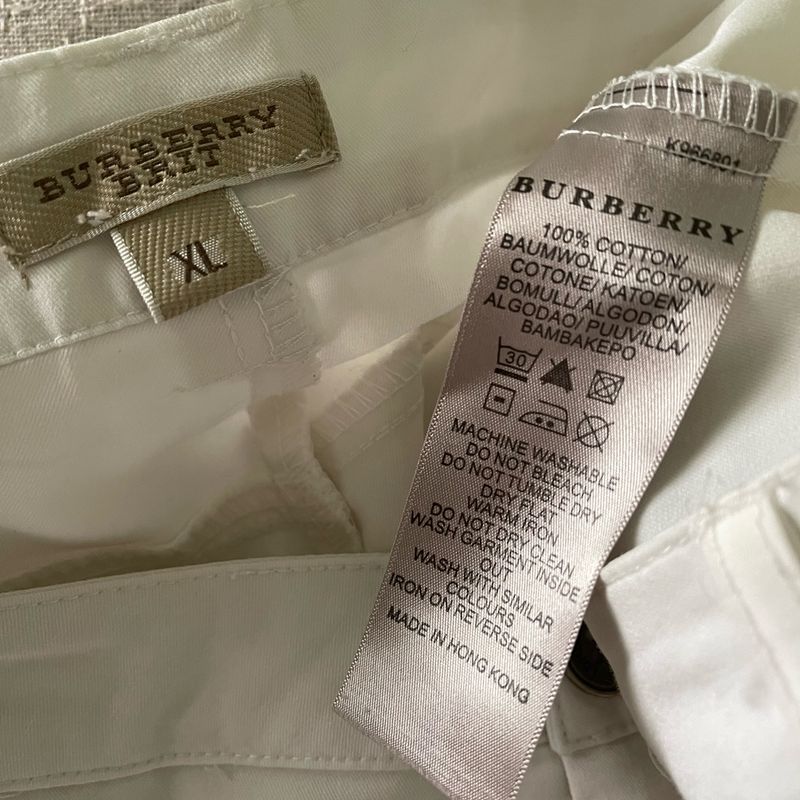 BURBERRY
BRIT
XL
K966801
BURBERRY
100% COTTON/
BAUMWOLLE/ COTON/
COTONE/ KATOEN/
BOMULL/ ALGODON/
ALGODAO/ PUUVILLA/
BAMBAKEPO
30
MACHINE WASHABLE
DO NOT BLEACH
DO NOT TUMBLE DRY
DRY FLAT
WARM IRON
DO NOT DRY CLEAN
WASH GARMENT INSIDE
OUT
WASH WITH SIMILAR
COLOURS
IRON ON REVERSE SIDE
MADE IN HONG KONG